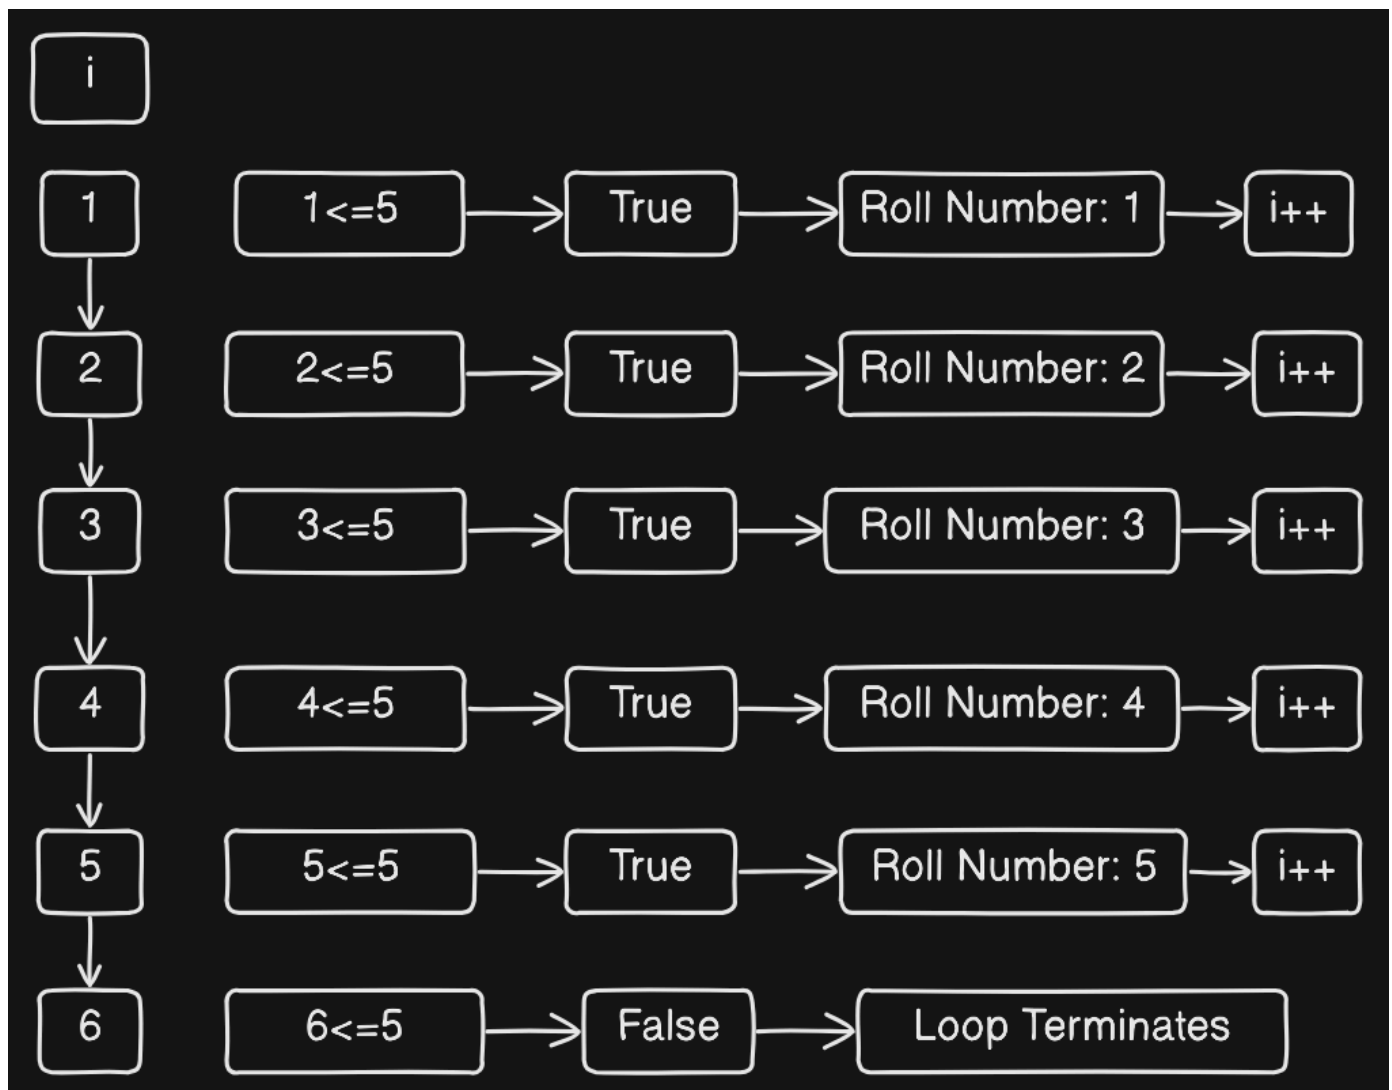 i
1 1<=5 True Roll Number: 1 i++
2 2<=5 True Roll Number: 2 i++
3 3<=5 True Roll Number: 3 i++
4 4<=5 True Roll Number: 4 i++
5 5<=5 True Roll Number: 5 i++
6 6<=5 False Loop Terminates